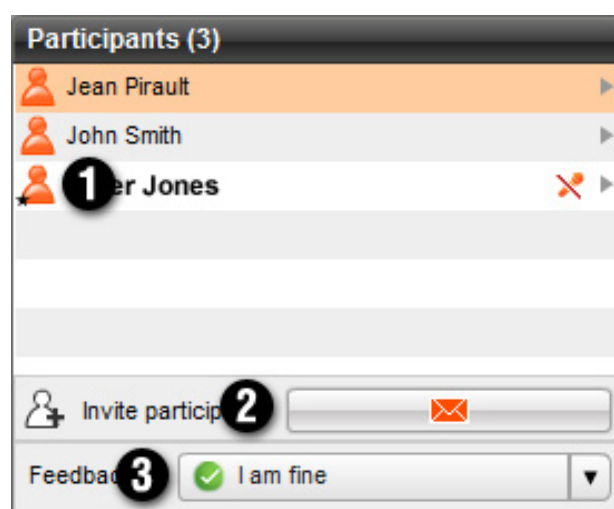 Participants (3)
Jean Pirault
John Smith
1 er Jones
Invite particip 2
Feedbac 3 I am fine